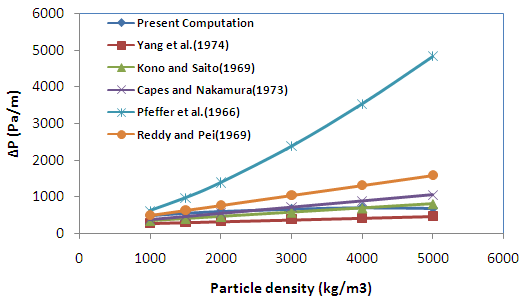 6000
5000
4000
3000
2000
1000
0
ΔP (Pa/m)
Present Computation
Yang et al.(1974)
Kono and Saito(1969)
Capes and Nakamura(1973)
Pfeffer et al.(1966)
Reddy and Pei(1969)
0 1000 2000 3000 4000 5000 6000
Particle density (kg/m3)